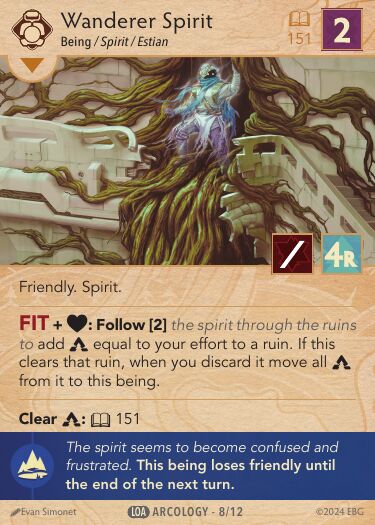 Wanderer Spirit
Being / Spirit / Estian
151
2
4R
Friendly. Spirit.
FIT + : Follow [2] the spirit through the ruins
to add equal to your effort to a ruin. If this
clears that ruin, when you discard it move all
from it to this being.
Clear : 151
The spirit seems to become confused and
frustrated. This being loses friendly until
the end of the next turn.
Evan Simonet
LOA ARCOLOGY - 8/12
©2024 EBG